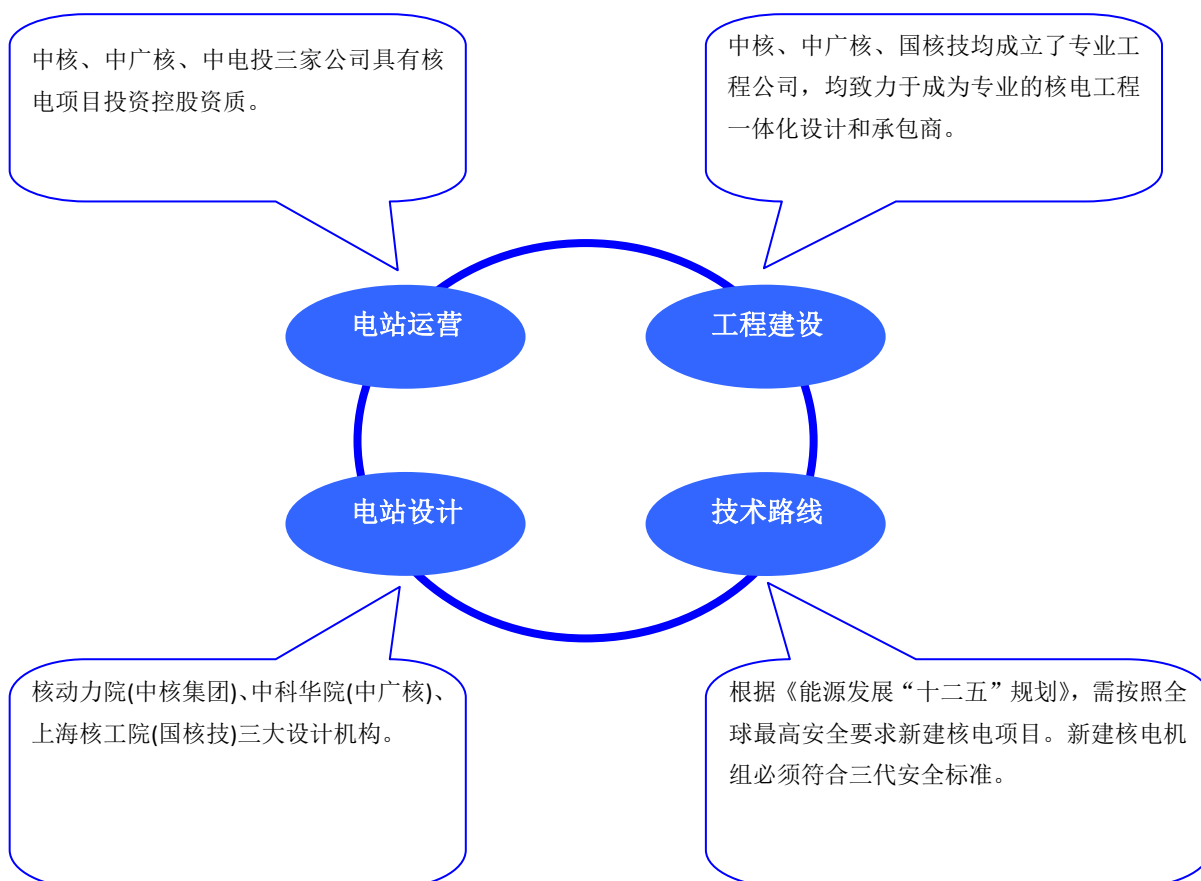 中核、中广核、中电投三家公司具有核
电项目投资控股资质。
中核、中广核、国核技均成立了专业工
程公司，均致力于成为专业的核电工程
一体化设计和承包商。
电站运营
工程建设
电站设计
技术路线
核动力院(中核集团)、中科华院(中广核)、
上海核工院(国核技)三大设计机构。
根据《能源发展“十二五”规划》，需按照全
球最高安全要求新建核电项目。新建核电机
组必须符合三代安全标准。